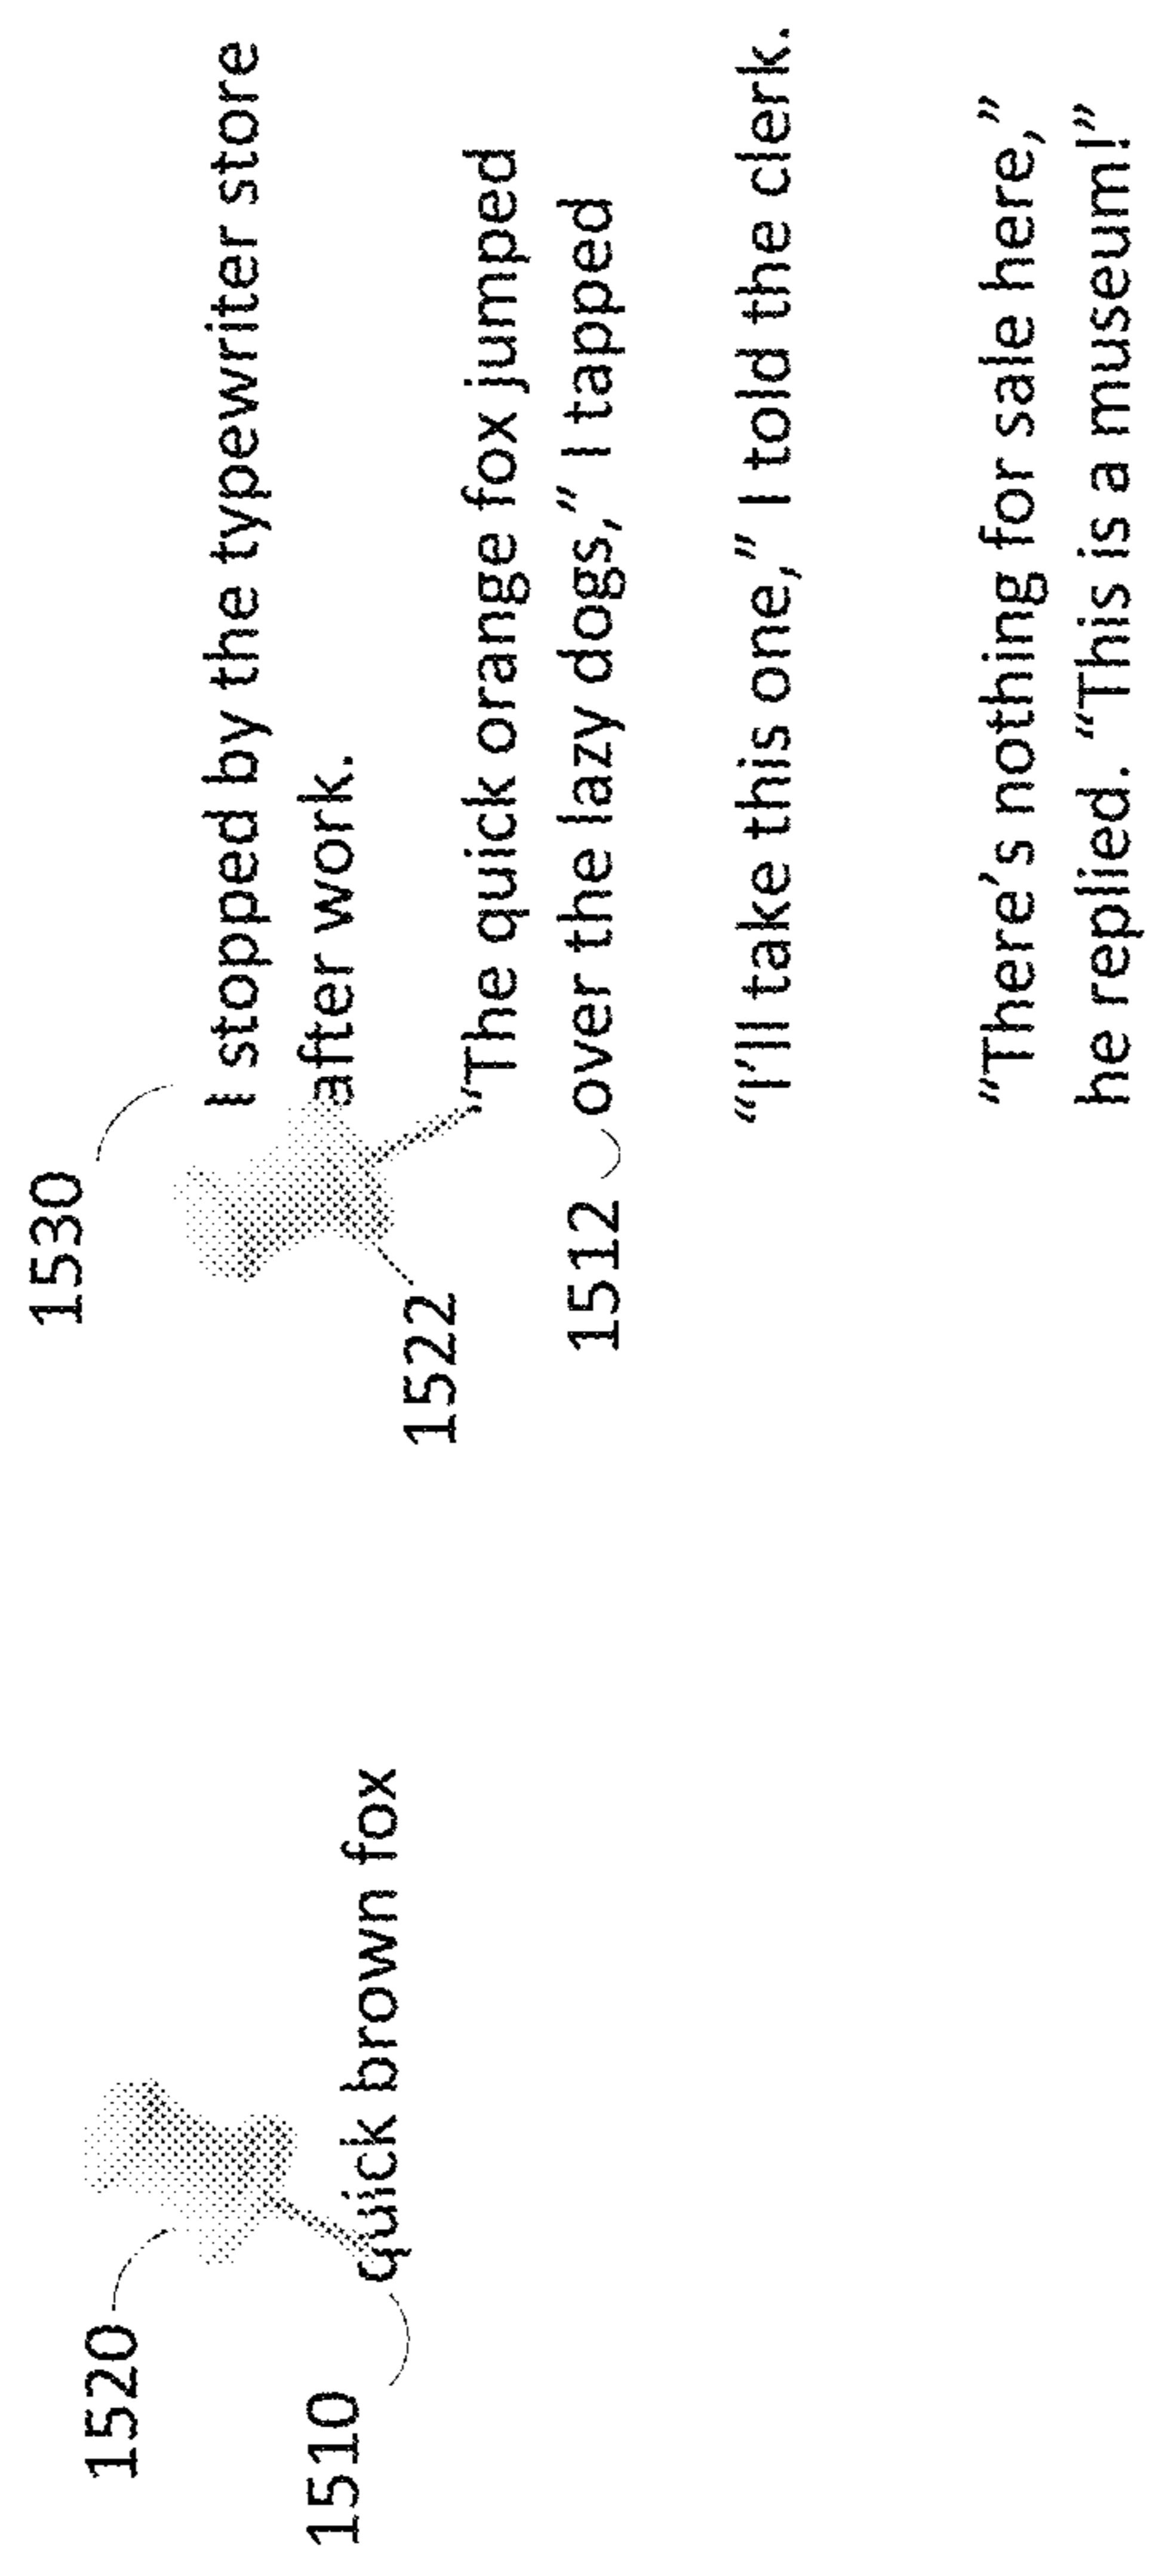 1520
1510
quick brown fox
1530
I stopped by the typewriter store
after work.
1522
“The quick orange fox jumped
1512
over the lazy dogs,” I tapped
“I’ll take this one,” I told the clerk.
“There’s nothing for sale here,”
he replied. “This is a museum!”